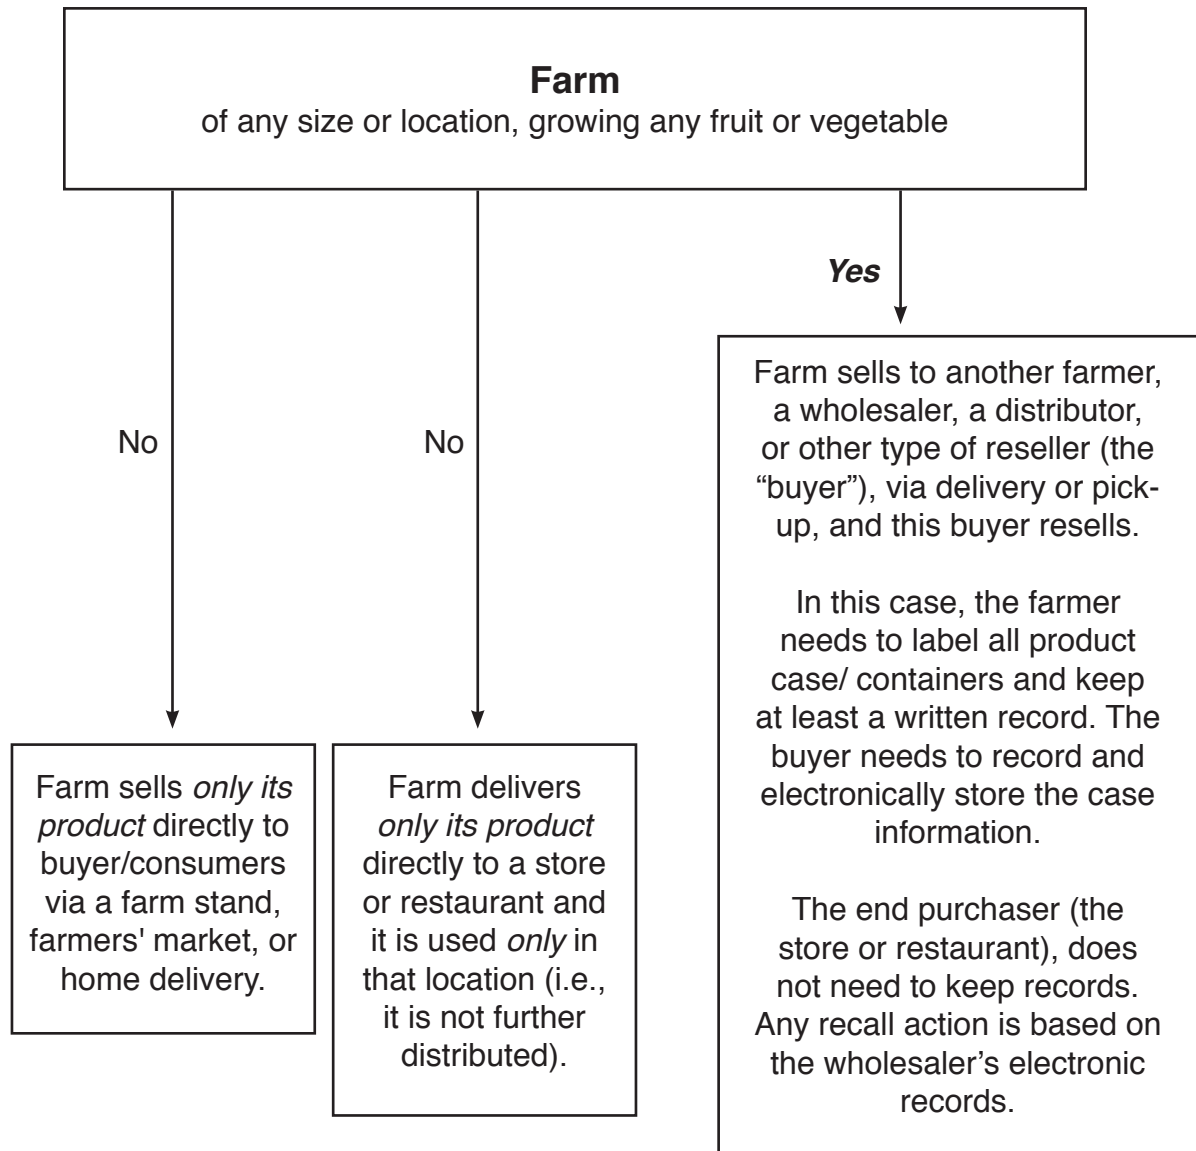 Farm
of any size or location, growing any fruit or vegetable
No
No
Yes
Farm sells only its
product directly to
buyer/consumers
via a farm stand,
farmers' market, or
home delivery.
Farm delivers
only its product
directly to a store
or restaurant and
it is used only in
that location (i.e.,
it is not further
distributed).
Farm sells to another farmer,
a wholesaler, a distributor,
or other type of reseller (the
“buyer”), via delivery or pick-
up, and this buyer resells.
In this case, the farmer
needs to label all product
case/ containers and keep
at least a written record. The
buyer needs to record and
electronically store the case
information.
The end purchaser (the
store or restaurant), does
not need to keep records.
Any recall action is based on
the wholesaler’s electronic
records.